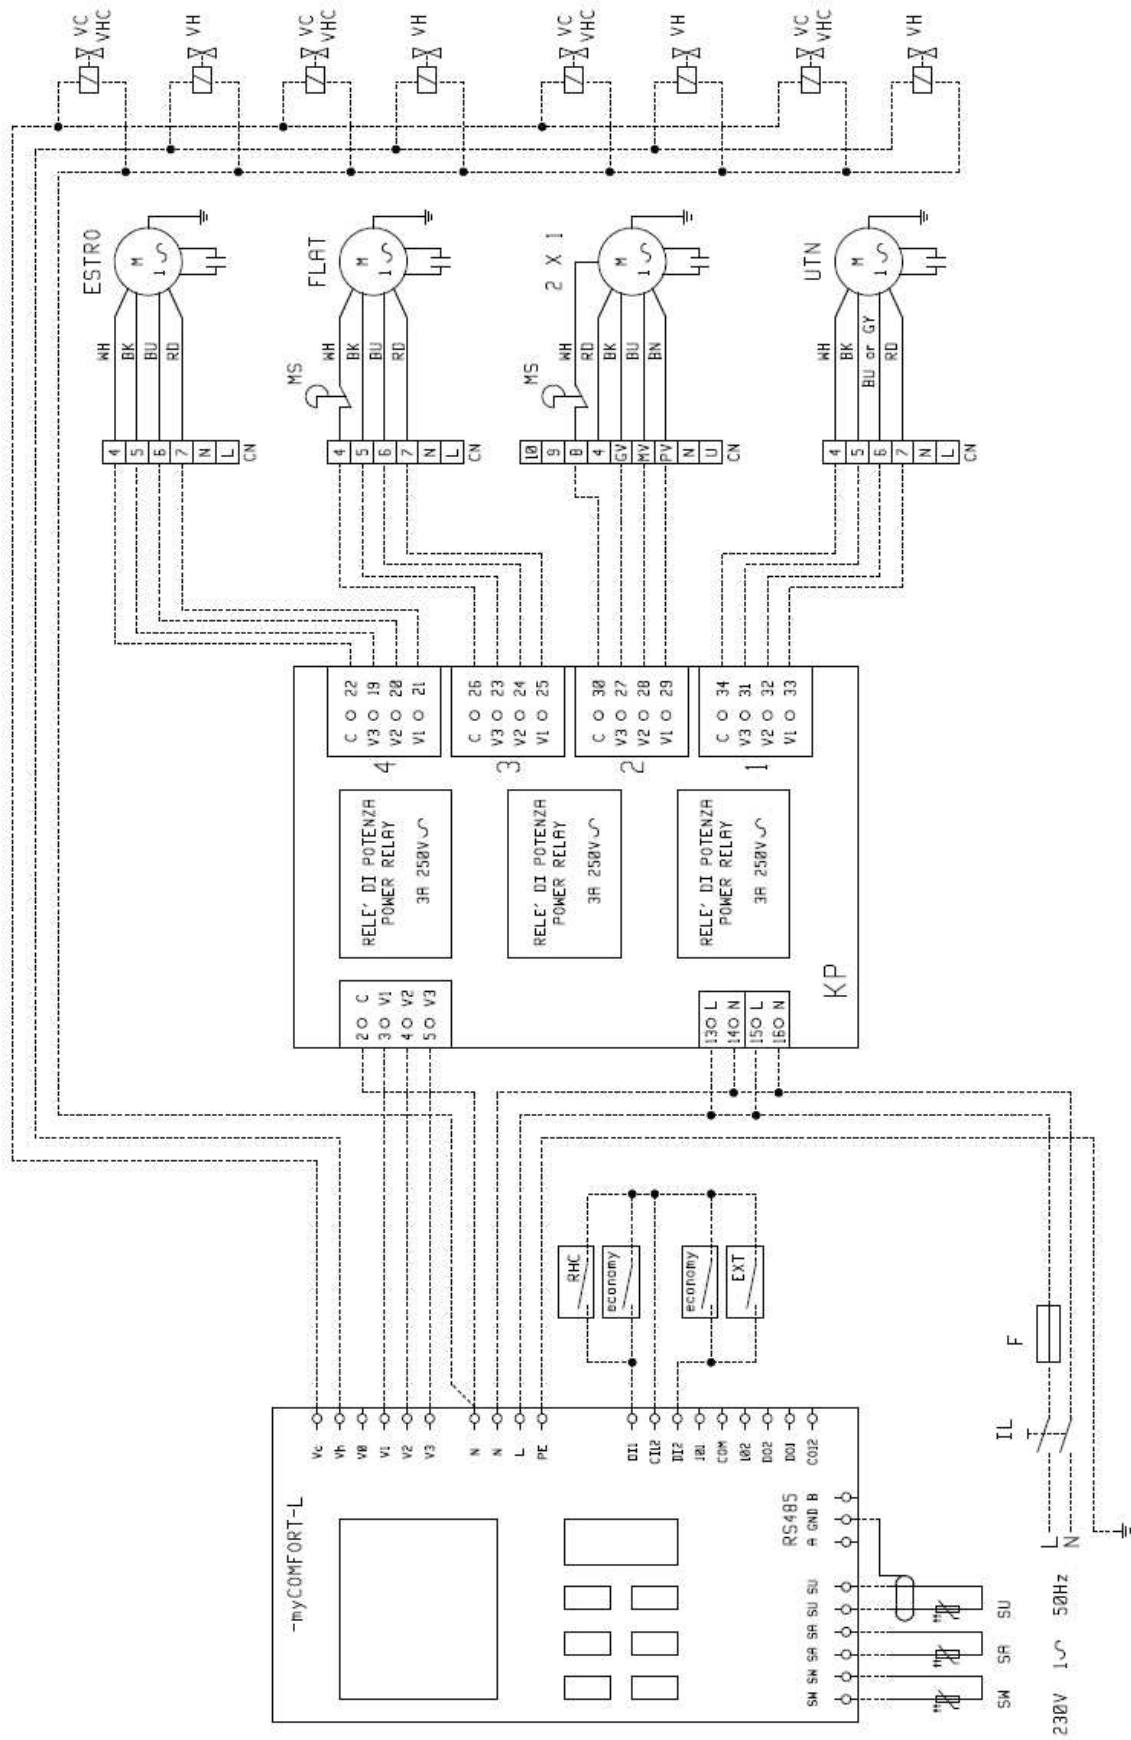 VC
VHC
VH
VC
VHC
VH
VC
VHC
VH
VC
VHC
VH
ESTRO
M
1
WH
BK
BU
RD
4
5
6
7
N
L
CN
FLAT
M
1
MS
WH
BK
BU
RD
4
5
6
7
N
L
CN
2 X 1
M
1
MS
WH
RD
BK
BU
BN
10
9
8
4
GV
MV
PV
N
U
CN
UTN
M
1
WH
BK
BU or GY
RD
4
5
6
7
N
L
CN
C 22
V3 19
V2 20
V1 21
4
C 26
V3 23
V2 24
V1 25
3
C 30
V3 27
V2 28
V1 29
2
C 34
V3 31
V2 32
V1 33
1
RELE' DI POTENZA
POWER RELAY
3A 250V
RELE' DI POTENZA
POWER RELAY
3A 250V
RELE' DI POTENZA
POWER RELAY
3A 250V
KP
2 C
3 V1
4 V2
5 V3
13 L
14 N
15 L
16 N
RHC
economy
economy
EXT
F
IL
L
N
230V 1 50Hz
-myCOMFORT-L
Vc
Vh
V0
V1
V2
V3
N
N
L
PE
DI1
CI12
DI2
J01
COM
J02
DO2
DO1
CO12
RS485
A GND B
SW SW SA SA SU SU
SW
SA
SU